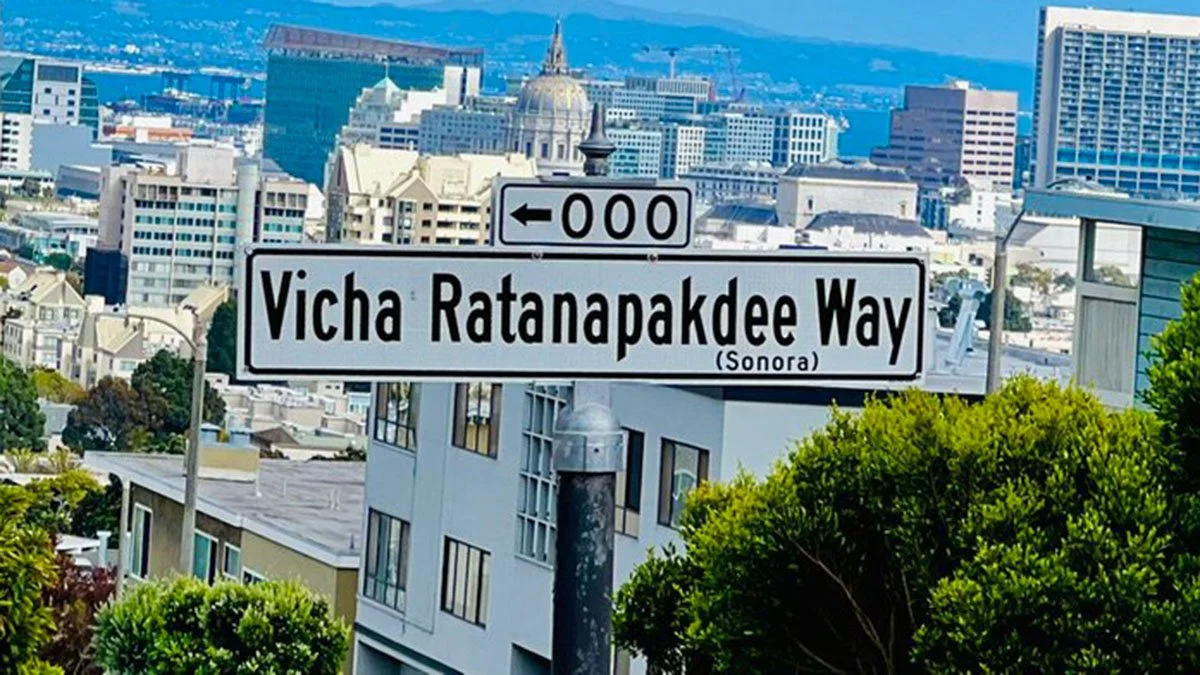 ← 000
Vicha Ratanapakdee Way
(Sonora)